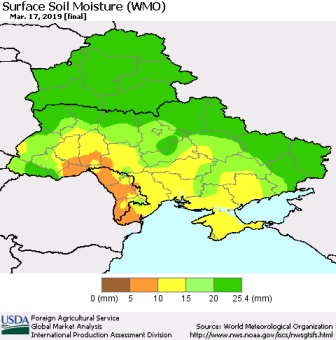 Surface Soil Moisture (WMO)
Mar. 17, 2019 [final]
0 (mm) 5 10 15 20 25.4 (mm)
USDA Foreign Agricultural Service
Global Market Analysis
International Production Assessment Division
Source: World Meteorological Organization
http://www.nws.noaa.gov/iscs/nwsgtsfs.html